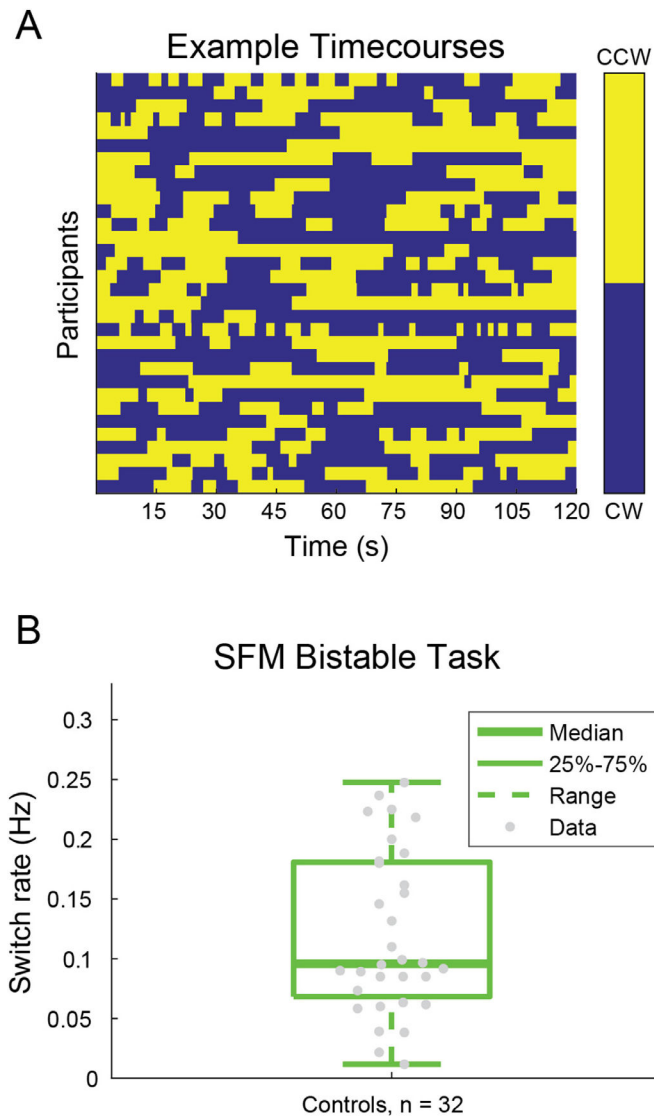 A
Example Timecourses
CCW
Participants
CW
15 30 45 60 75 90 105 120
Time (s)
B
SFM Bistable Task
0.3
0.25
0.2
0.15
0.1
0.05
0
Switch rate (Hz)
Median
25%-75%
Range
Data
Controls, n = 32